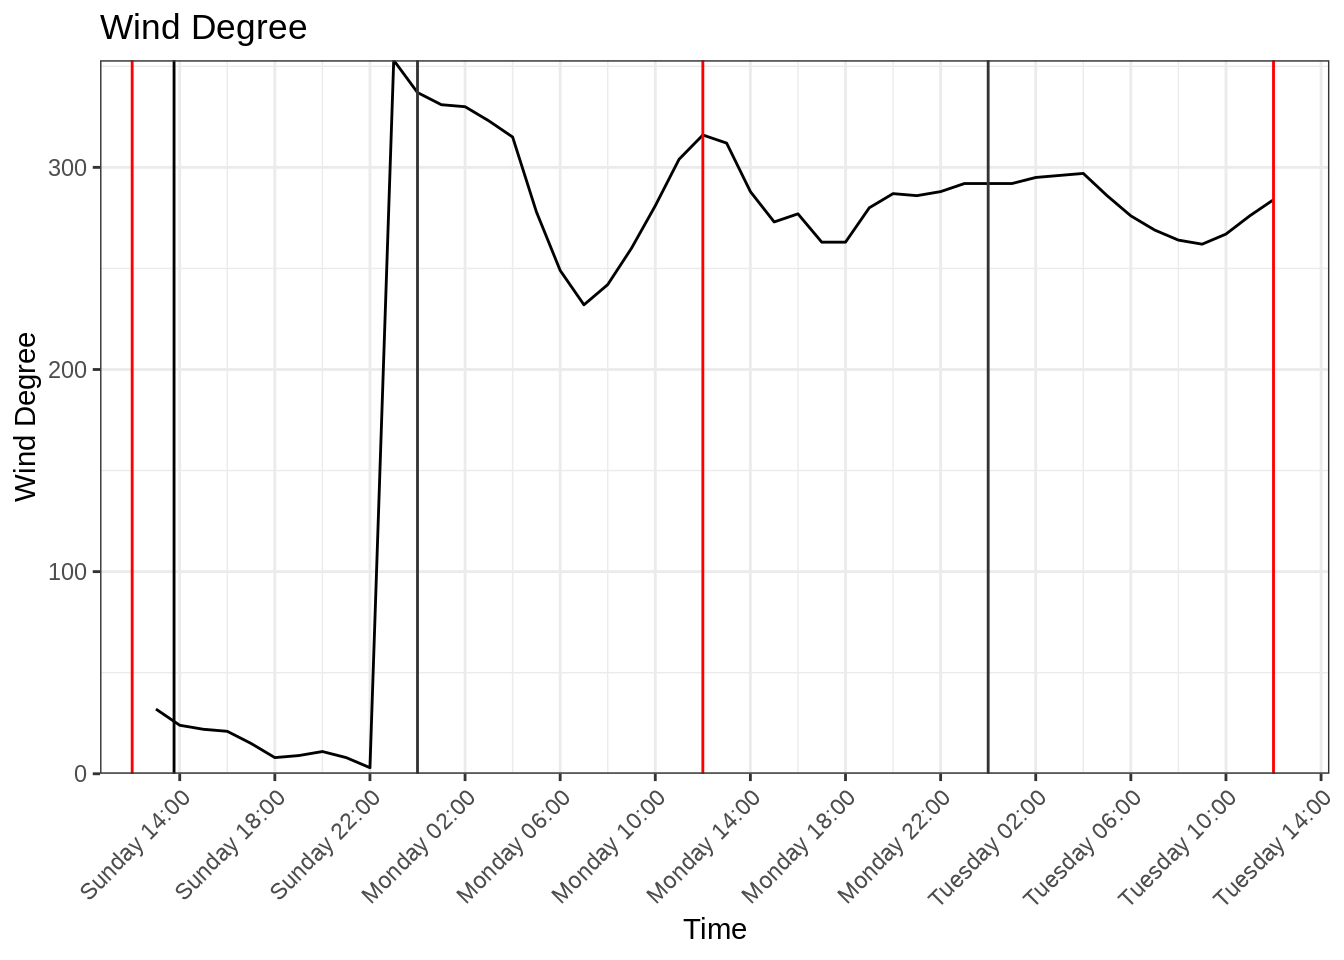 Wind Degree
Wind Degree
300
200
100
0
Sunday 14:00
Sunday 18:00
Sunday 22:00
Monday 02:00
Monday 06:00
Monday 10:00
Monday 14:00
Monday 18:00
Monday 22:00
Tuesday 02:00
Tuesday 06:00
Tuesday 10:00
Tuesday 14:00
Time